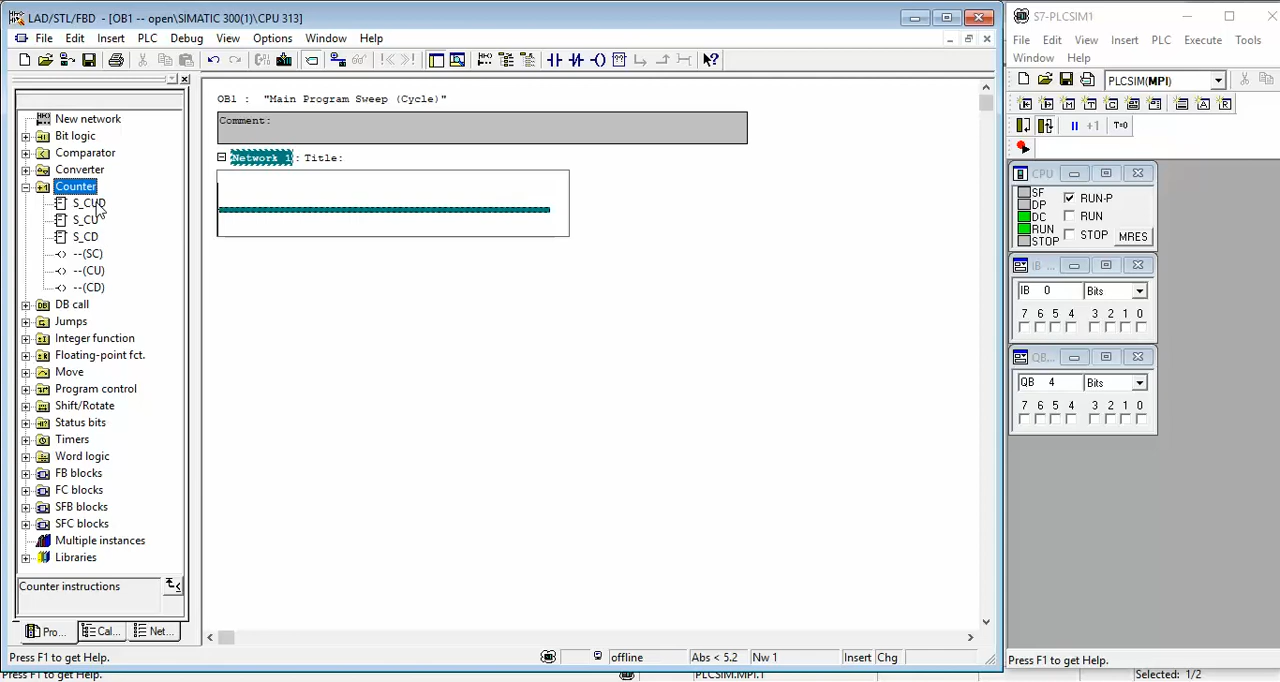 LAD/STL/FBD - [OB1 -- open\SIMATIC 300(1)\CPU 313]
File Edit Insert PLC Debug View Options Window Help
New network
Bit logic
Comparator
Converter
Counter
S_CUD
S_CU
S_CD
--(SC)
--(CU)
--(CD)
DB call
Jumps
Integer function
Floating-point fct.
Move
Program control
Shift/Rotate
Status bits
Timers
Word logic
FB blocks
FC blocks
SFB blocks
SFC blocks
Multiple instances
Libraries
Counter instructions
Pro... Cal... Net...
OB1 : "Main Program Sweep (Cycle)"
Comment:
Network 1: Title:
Press F1 to get Help.
offline Abs < 5.2 Nw 1 Insert Chg
Press F1 to get Help.
PLCSIM.MPI.1
Selected: 1/2
S7-PLCSIM1
File Edit View Insert PLC Execute Tools
Window Help
PLCSIM(MPI)
+1 T=0
CPU
SF
DP
DC
RUN
STOP
RUN-P
RUN
STOP MRES
IB ...
IB 0 Bits
7 6 5 4 3 2 1 0
QB...
QB 4 Bits
7 6 5 4 3 2 1 0
Press F1 to get Help.